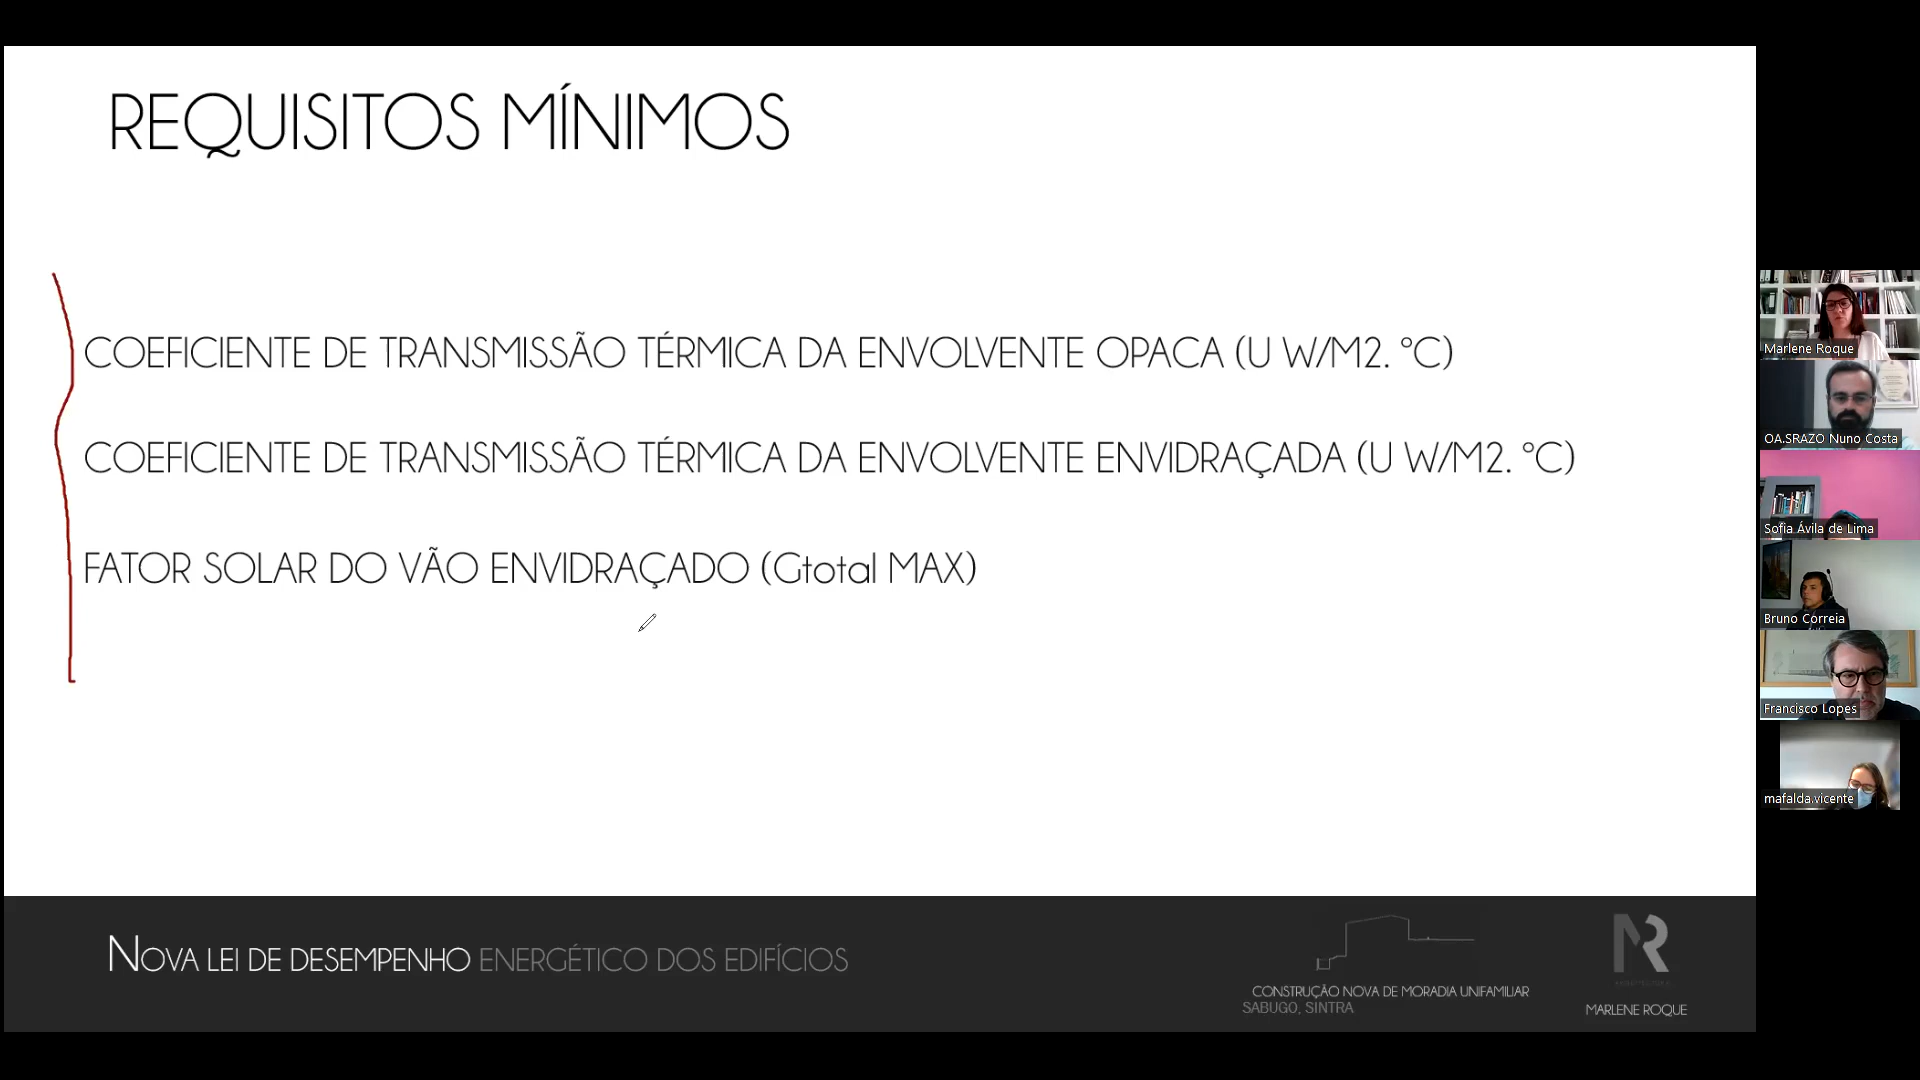 REQUISITOS MÍNIMOS
COEFICIENTE DE TRANSMISSÃO TÉRMICA DA ENVOLVENTE OPACA (U W/M2. ºC)
COEFICIENTE DE TRANSMISSÃO TÉRMICA DA ENVOLVENTE ENVIDRAÇADA (U W/M2. ºC)
FATOR SOLAR DO VÃO ENVIDRAÇADO (Gtotal MAX)
NOVA LEI DE DESEMPENHO ENERGÉTICO DOS EDIFÍCIOS
CONSTRUÇÃO NOVA DE MORADIA UNIFAMILIAR
SABUGO, SINTRA
MR
MARLENE ROQUE
Marlene Roque
OA.SRAZO Nuno Costa
Sofia Ávila de Lima
Bruno Correia
Francisco Lopes
mafalda.vicente